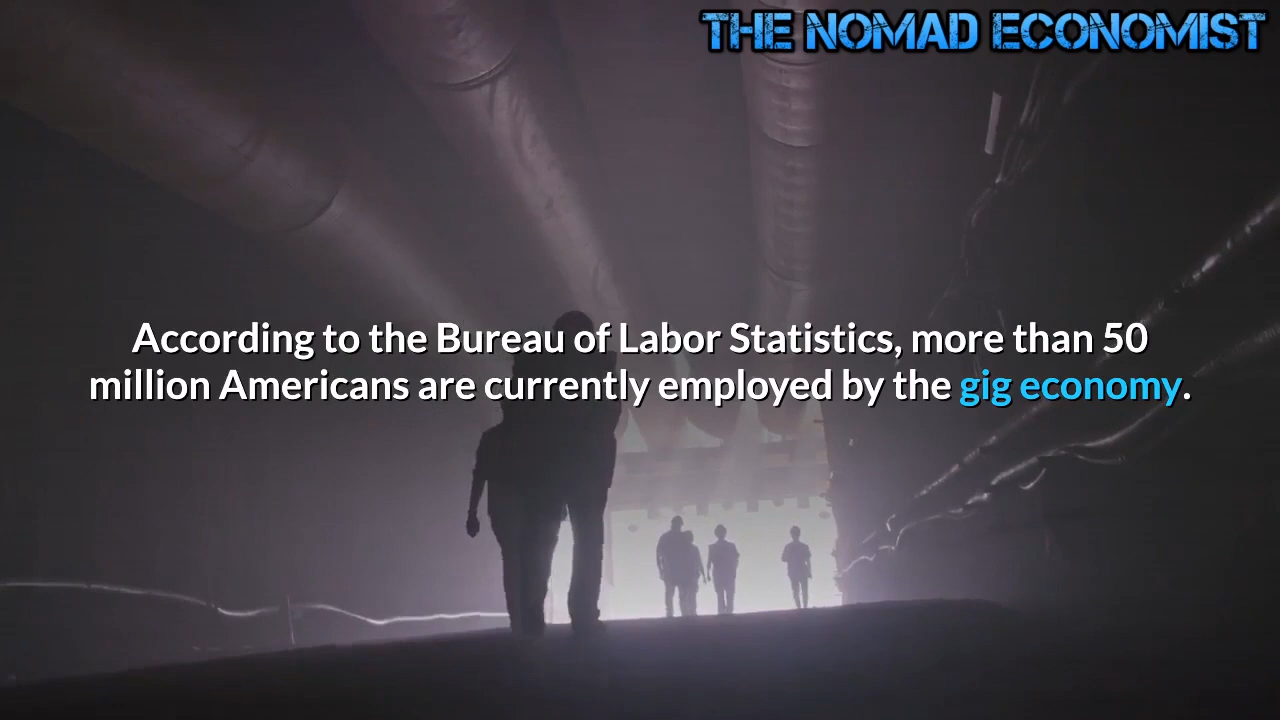 THE NOMAD ECONOMIST
According to the Bureau of Labor Statistics, more than 50
million Americans are currently employed by the gig economy.